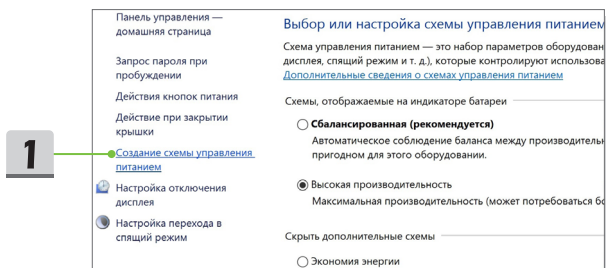 Панель управления —
домашняя страница
Запрос пароля при
пробуждении
Действия кнопок питания
Действие при закрытии
крышки
1
Создание схемы управления
питанием
Настройка отключения
дисплея
Настройка перехода в
спящий режим
Выбор или настройка схемы управления питанием
Схема управления питанием — это набор параметров оборудован
дисплея, спящий режим и т. д.), которые контролируют использова
Дополнительные сведения о схемах управления питанием
Схемы, отображаемые на индикаторе батареи
Сбалансированная (рекомендуется)
Автоматическое соблюдение баланса между производитель
пригодном для этого оборудовании.
Высокая производительность
Максимальная производительность (может потребоваться бо
Скрыть дополнительные схемы
Экономия энергии